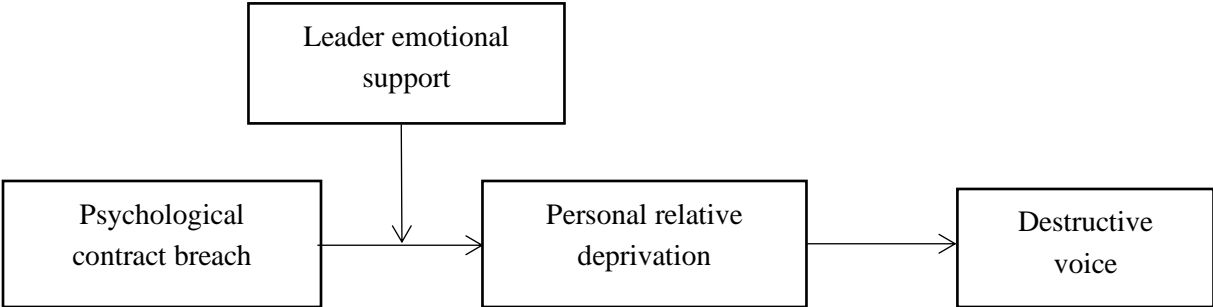 Leader emotional
support
Psychological
contract breach
Personal relative
deprivation
Destructive
voice